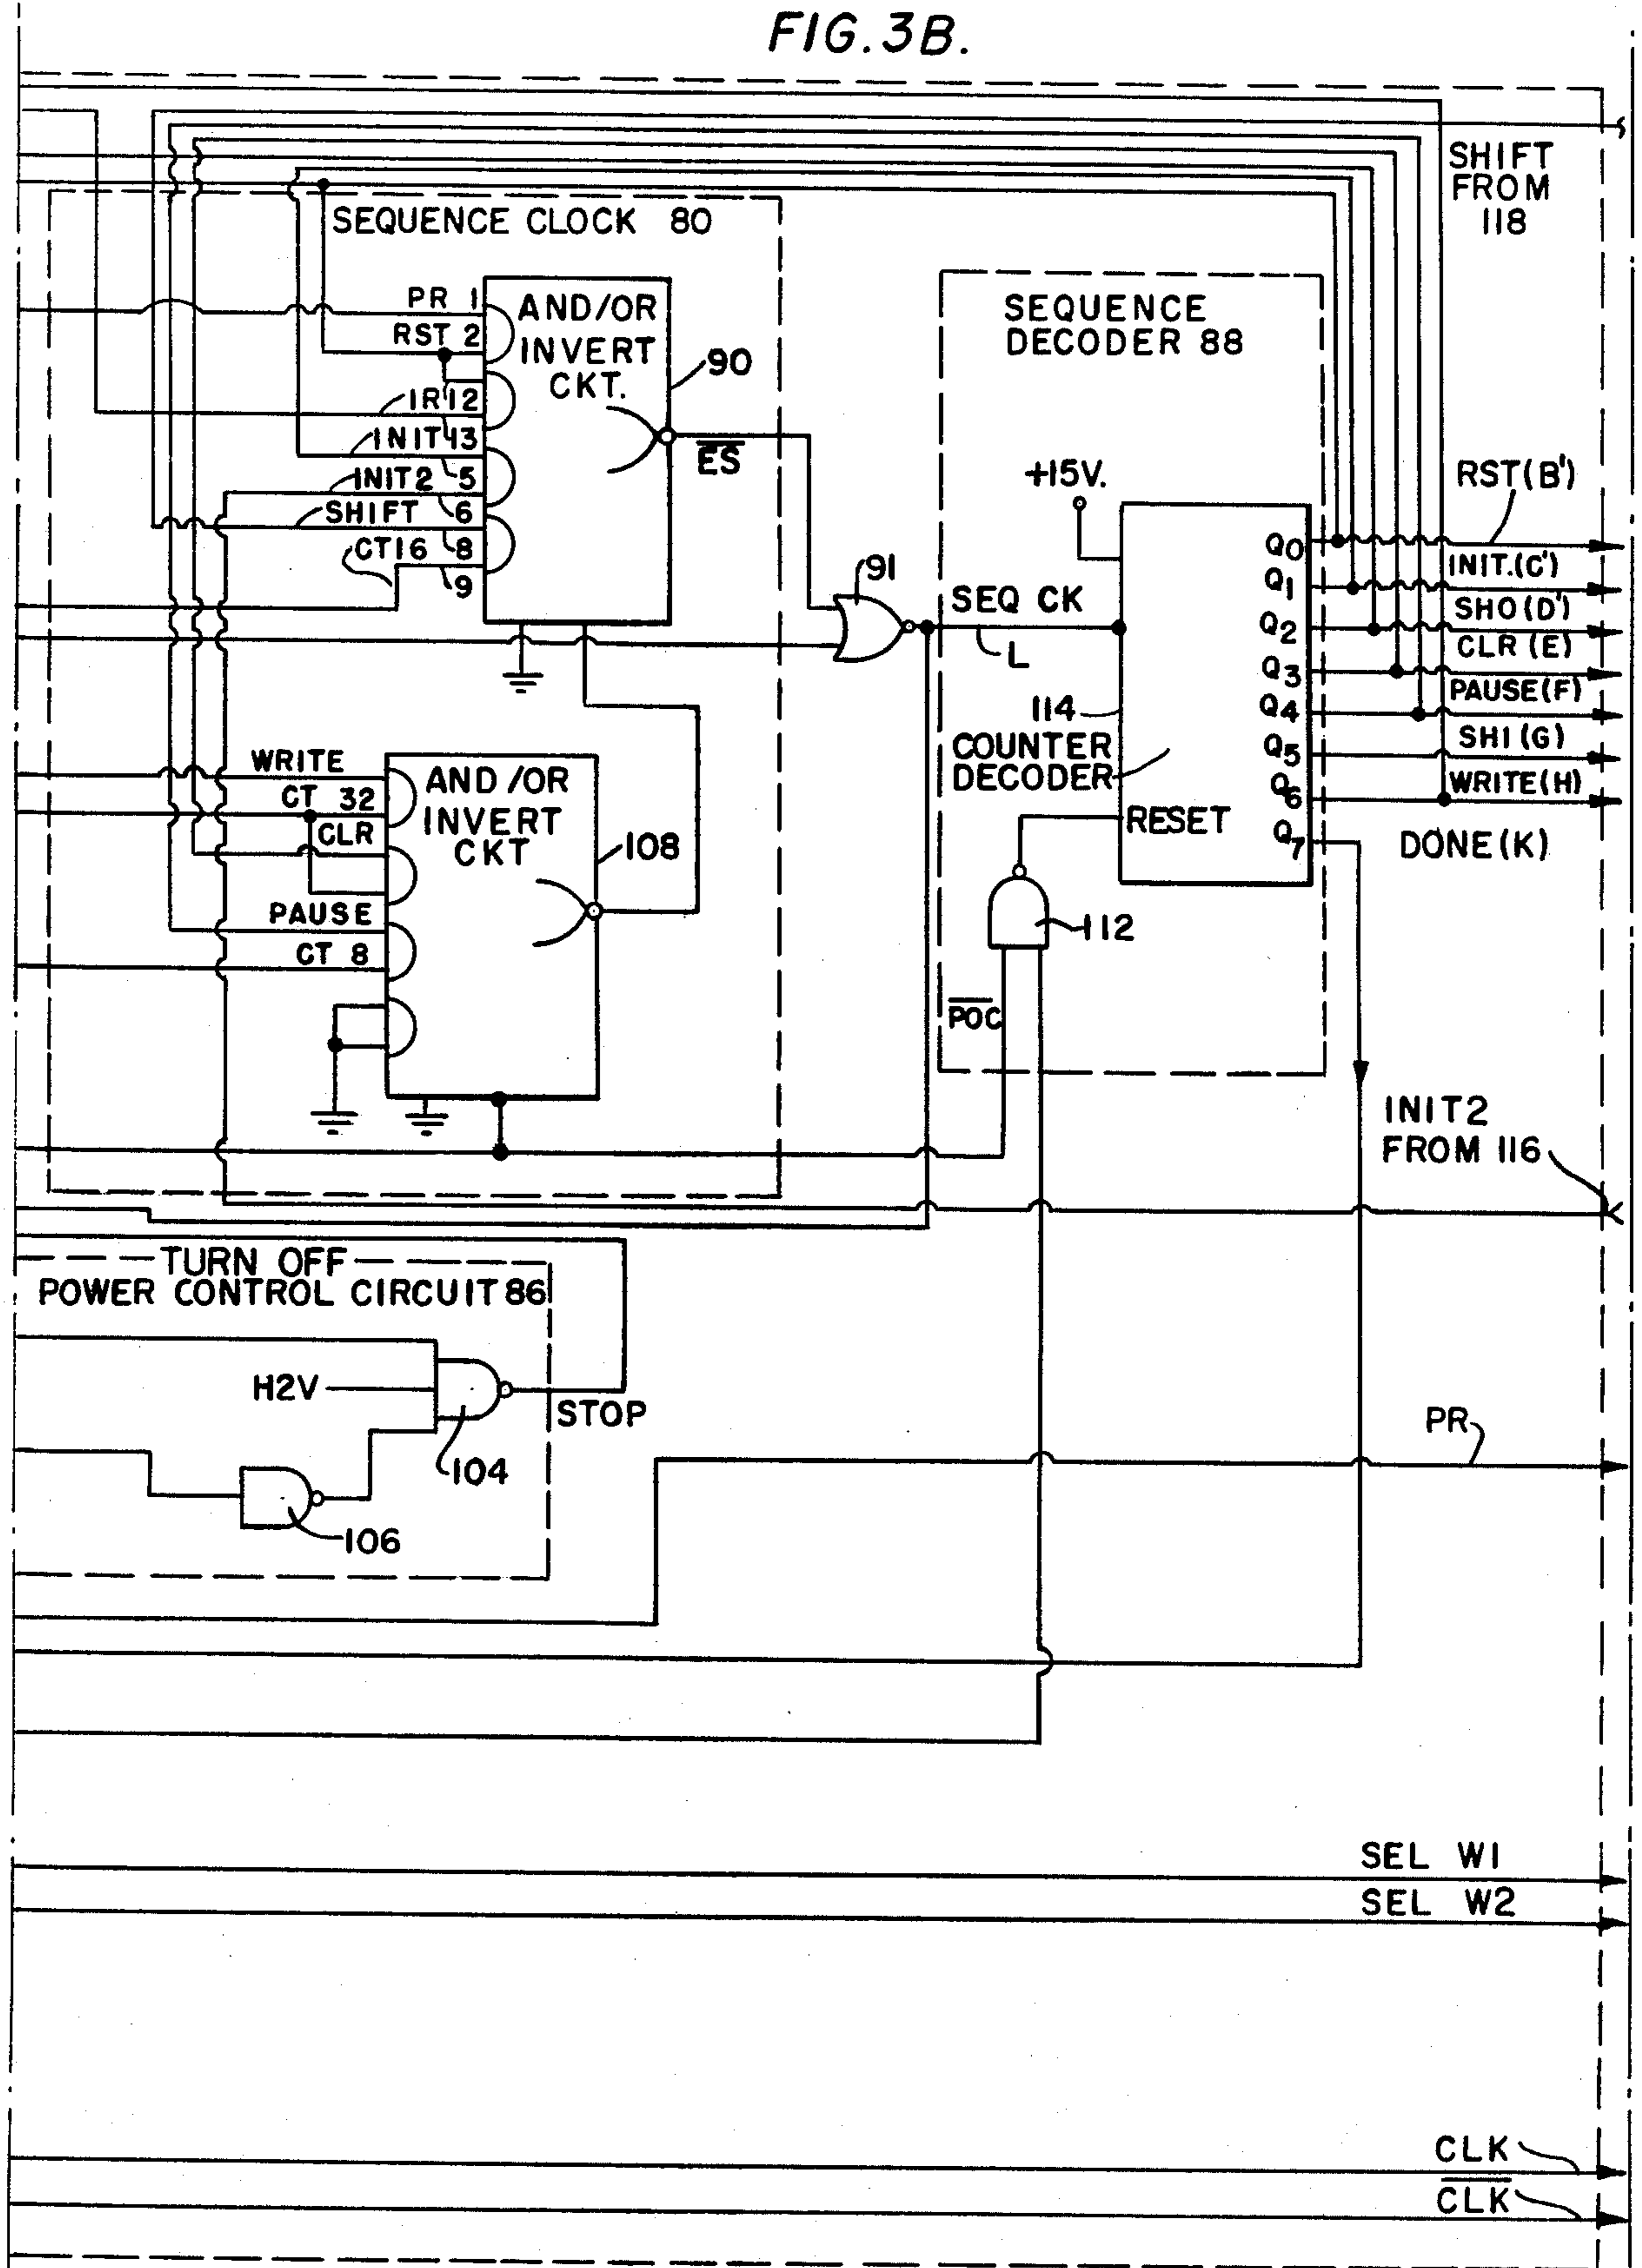 FIG. 3B.
SHIFT
FROM
118
SEQUENCE CLOCK 80
PR 1
RST 2
IR12
INIT 43
5
INIT2
6
SHIFT
8
CT16
9
AND/OR
INVERT
CKT.
90
ES
91
SEQUENCE
DECODER 88
+15V.
SEQ CK
L
114
COUNTER
DECODER
RESET
Q0
Q1
Q2
Q3
Q4
Q5
Q6
Q7
RST(B')
INIT.(C')
SHO(D')
CLR (E)
PAUSE(F)
SHI(G)
WRITE(H)
DONE(K)
WRITE
CT 32
CLR
PAUSE
CT 8
AND /OR
INVERT
CKT
108
112
POC
INIT2
FROM 116
TURN OFF
POWER CONTROL CIRCUIT 86
H2V
STOP
104
106
PR
SEL W1
SEL W2
CLK
CLK